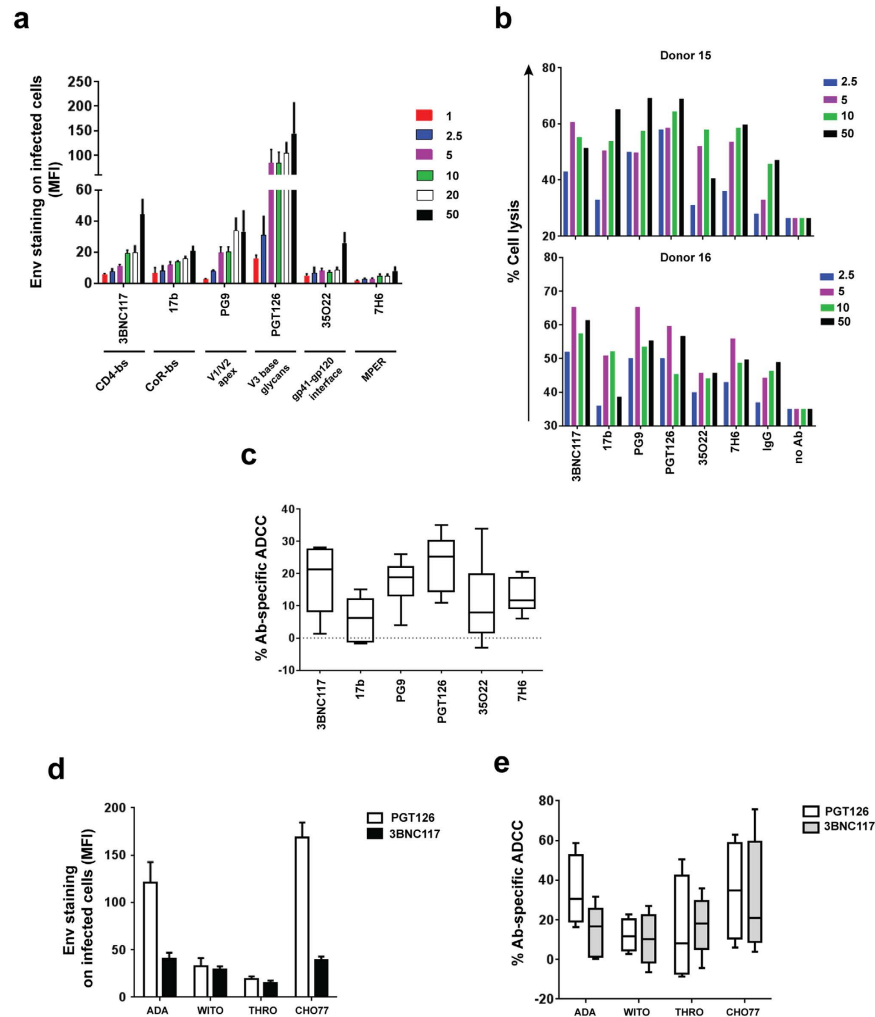 a
Env staining on infected cells
(MFI)
250
200
150
100
60
40
20
0
1
2.5
5
10
20
50
3BNC117
17b
PG9
PGT126
35O22
7H6
CD4-bs
CoR-bs
V1/V2
apex
V3 base
glycans
gp41-gp120
interface
MPER
b
% Cell lysis
Donor 15
80
60
40
20
2.5
5
10
50
Donor 16
80
70
60
50
40
30
2.5
5
10
50
3BNC117
17b
PG9
PGT126
35O22
7H6
IgG
no Ab
c
% Ab-specific ADCC
40
30
20
10
0
-10
3BNC117
17b
PG9
PGT126
35O22
7H6
d
Env staining
on infected cells (MFI)
200
150
100
50
0
PGT126
3BNC117
ADA
WITO
THRO
CHO77
e
% Ab-specific ADCC
80
60
40
20
0
-20
PGT126
3BNC117
ADA
WITO
THRO
CHO77